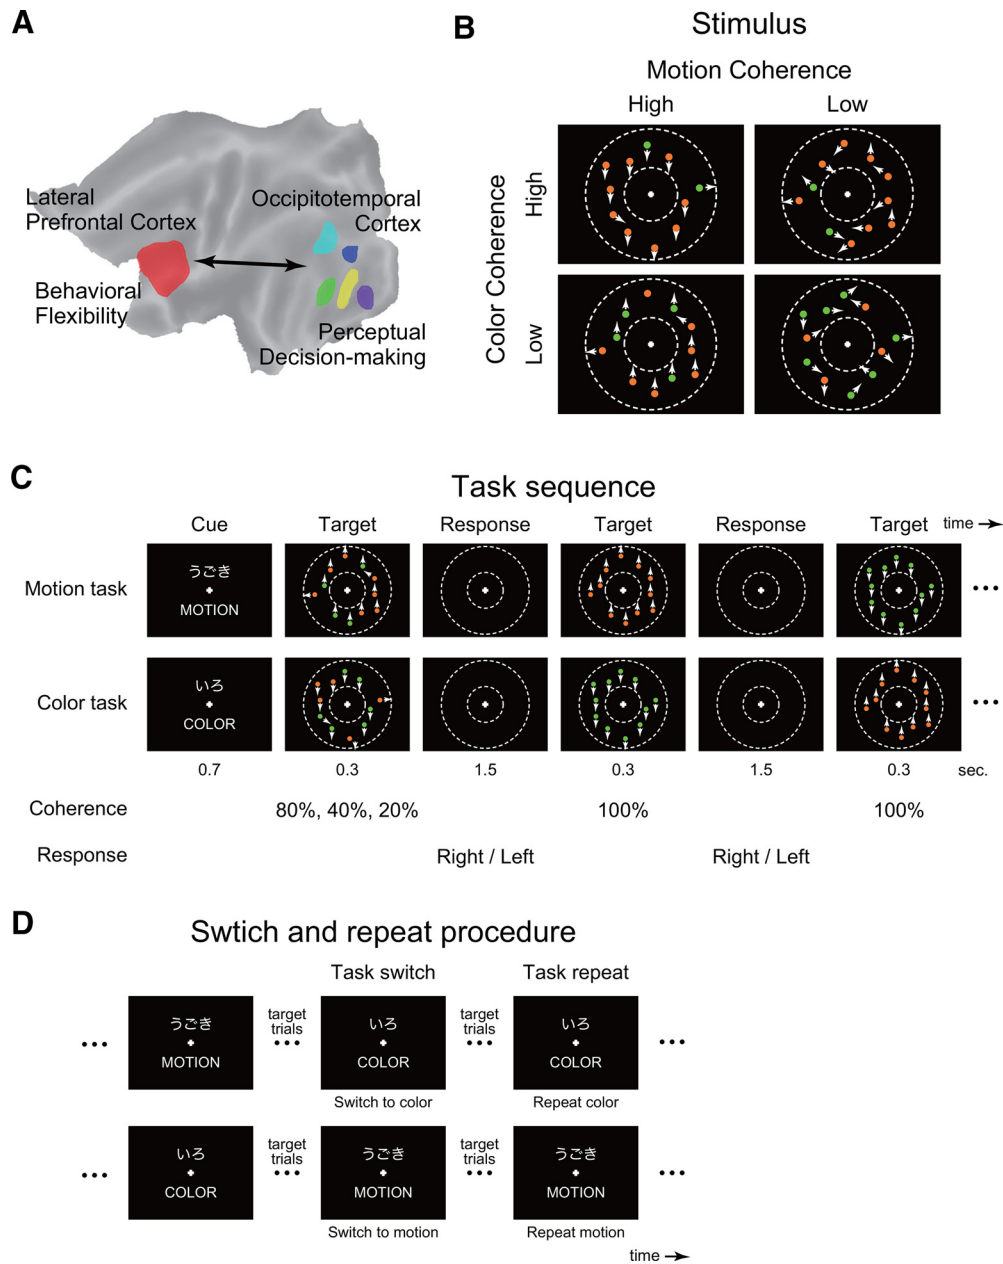 A
Lateral
Prefrontal Cortex
Occipitotemporal
Cortex
Behavioral
Flexibility
Perceptual
Decision-making
B
Stimulus
Motion Coherence
High Low
Color Coherence
High
Low
C
Task sequence
Cue Target Response Target Response Target time
Motion task
うごき
MOTION
Color task
いろ
COLOR
0.7 0.3 1.5 0.3 1.5 0.3 sec.
Coherence 80%, 40%, 20% 100% 100%
Response Right / Left Right / Left
D
Swtich and repeat procedure
Task switch Task repeat
うごき
MOTION
target
trials
いろ
COLOR
target
trials
いろ
COLOR
Switch to color Repeat color
いろ
COLOR
target
trials
うごき
MOTION
target
trials
うごき
MOTION
Switch to motion Repeat motion
time